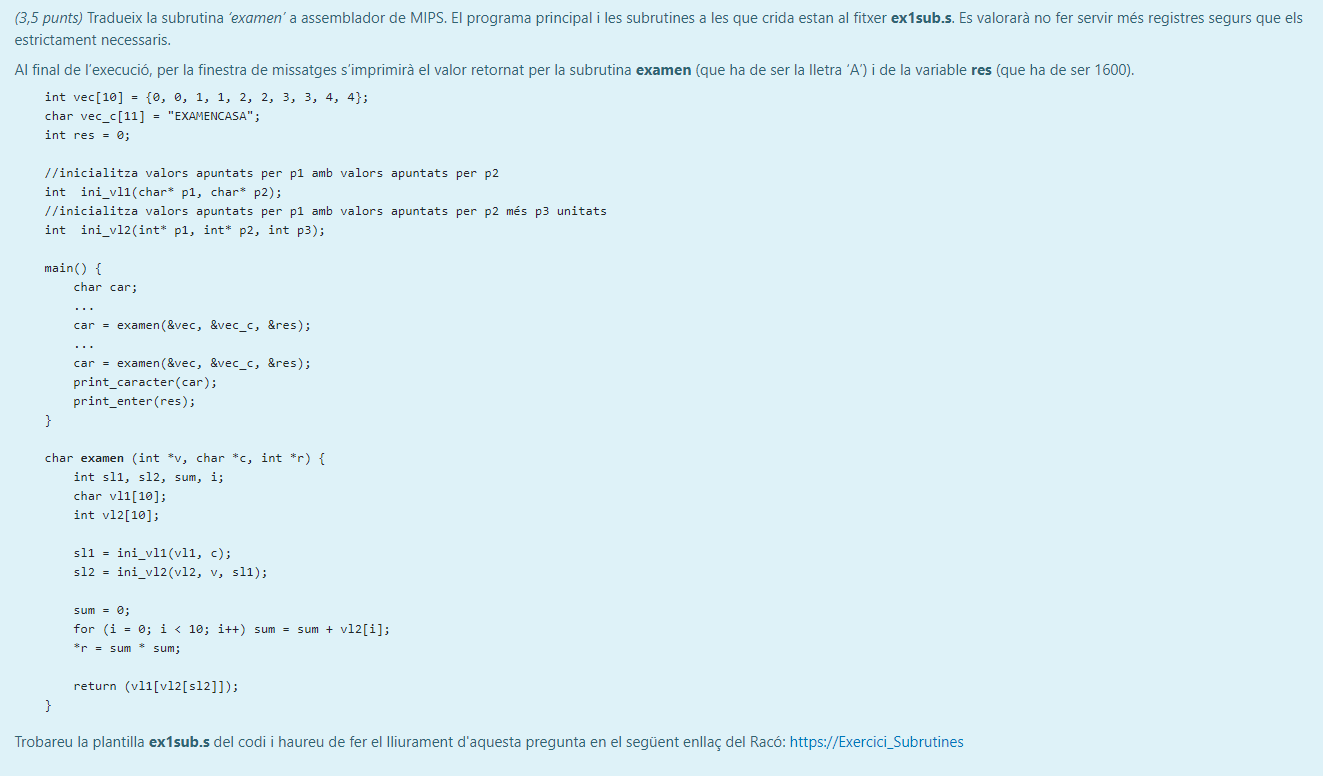 (3,5 punts) Tradueix la subrutina 'examen' a assemblador de MIPS. El programa principal i les subrutines a les que crida estan al fitxer ex1sub.s. Es valorarà no fer servir més registres segurs que els
estrictament necessaris.
Al final de l'execució, per la finestra de missatges s'imprimirà el valor retornat per la subrutina examen (que ha de ser la lletra 'A') i de la variable res (que ha de ser 1600).
int vec[10] = {0, 0, 1, 1, 2, 2, 3, 3, 4, 4};
char vec_c[11] = "EXAMENCASA";
int res = 0;
//inicialitza valors apuntats per p1 amb valors apuntats per p2
int  ini_vl1(char* p1, char* p2);
//inicialitza valors apuntats per p1 amb valors apuntats per p2 més p3 unitats
int  ini_vl2(int* p1, int* p2, int p3);
main() {
char car;
...
car = examen(&vec, &vec_c, &res);
...
car = examen(&vec, &vec_c, &res);
print_caracter(car);
print_enter(res);
}
char examen (int *v, char *c, int *r) {
int sl1, sl2, sum, i;
char vl1[10];
int vl2[10];
sl1 = ini_vl1(vl1, c);
sl2 = ini_vl2(vl2, v, sl1);
sum = 0;
for (i = 0; i < 10; i++) sum = sum + vl2[i];
*r = sum * sum;
return (vl1[vl2[sl2]]);
}
Trobareu la plantilla ex1sub.s del codi i haureu de fer el lliurament d'aquesta pregunta en el següent enllaç del Racó: https://Exercici_Subrutines